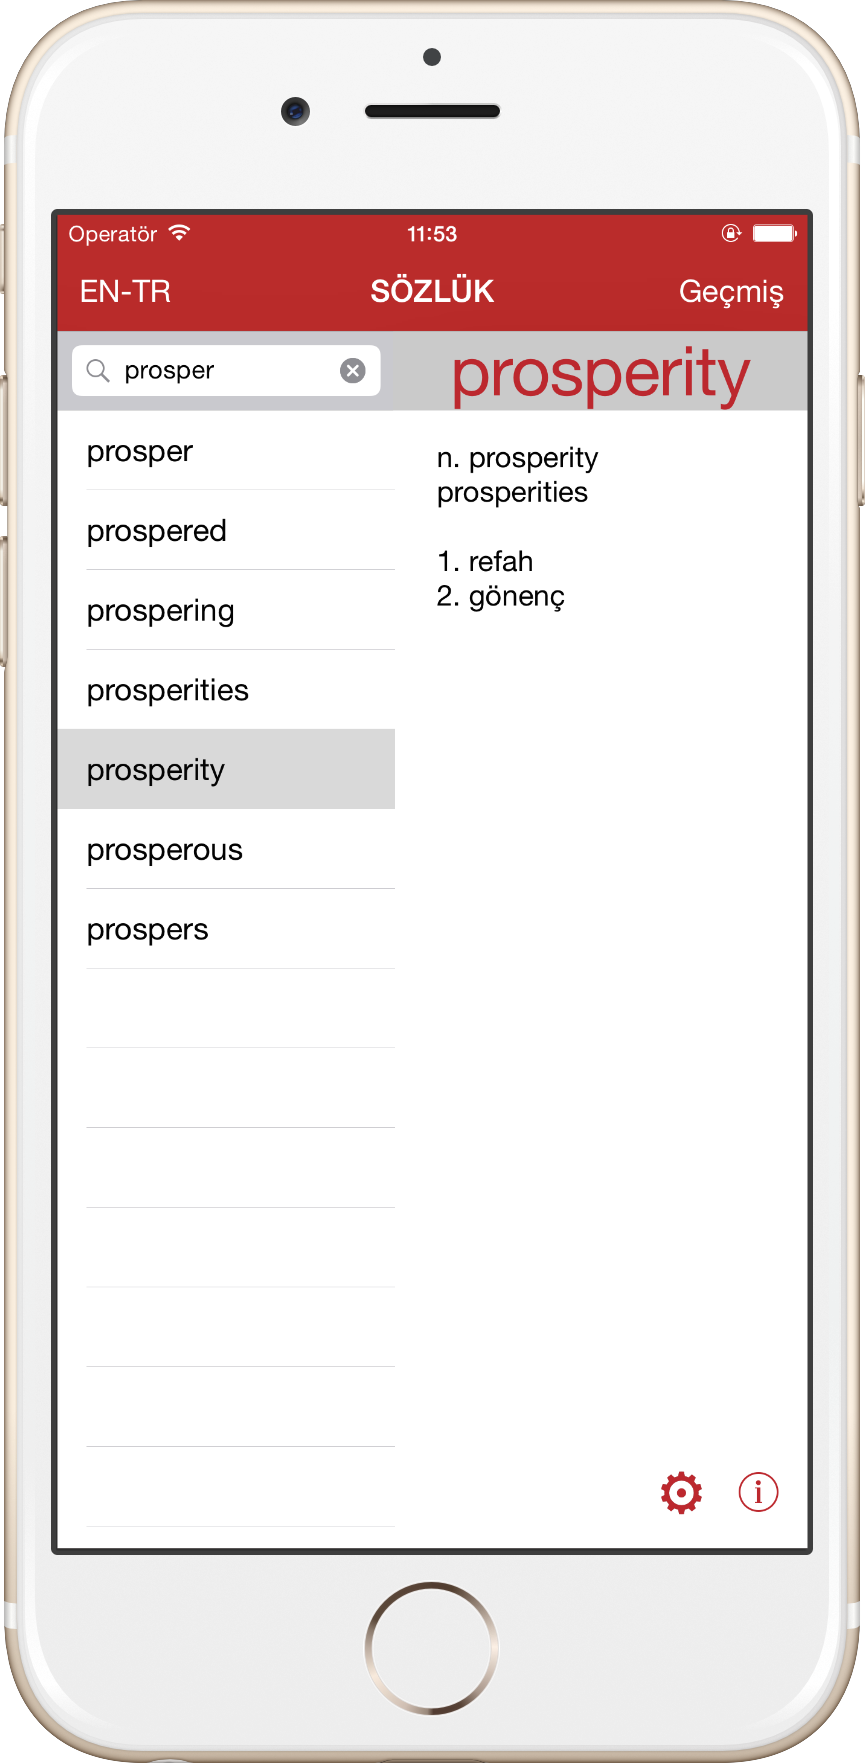 Operatör 11:53
EN-TR SÖZLÜK Geçmiş
prosper
prosperity
prosper
prospered
prospering
prosperities
prosperity
prosperous
prospers
n. prosperity
prosperities
1. refah
2. gönenç